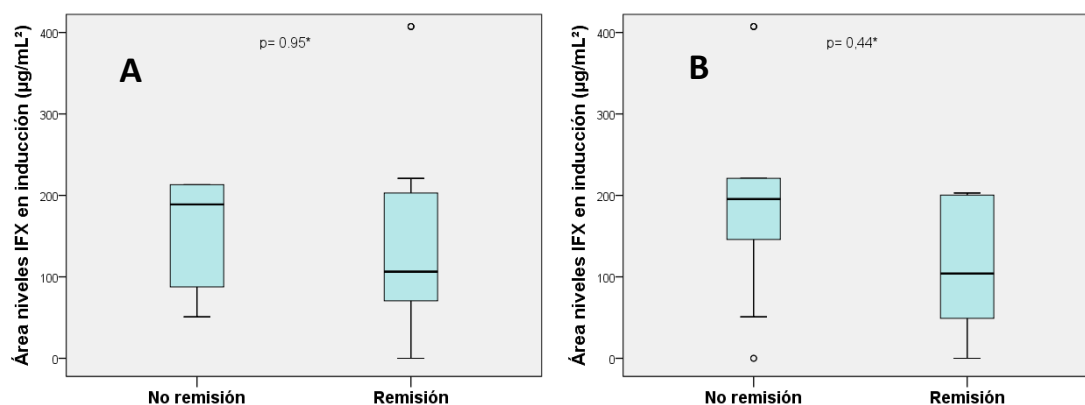 Área niveles IFX en inducción (µg/mL²)
400
300
200
100
0
p= 0.95*
A
No remisión
Remisión
Área niveles IFX en inducción (µg/mL²)
400
300
200
100
0
p= 0,44*
B
No remisión
Remisión